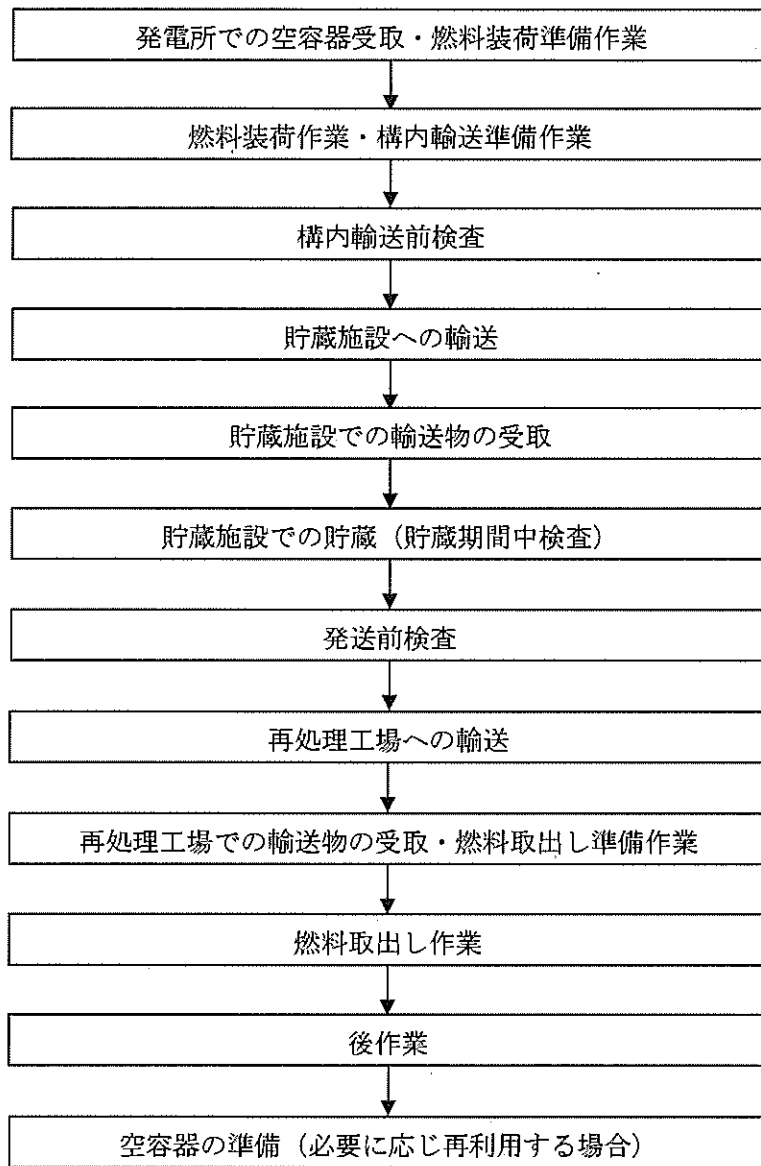 発電所での空容器受取・燃料装荷準備作業
燃料装荷作業・構内輸送準備作業
構内輸送前検査
貯蔵施設への輸送
貯蔵施設での輸送物の受取
貯蔵施設での貯蔵（貯蔵期間中検査）
発送前検査
再処理工場への輸送
再処理工場での輸送物の受取・燃料取出し準備作業
燃料取出し作業
後作業
空容器の準備（必要に応じ再利用する場合）